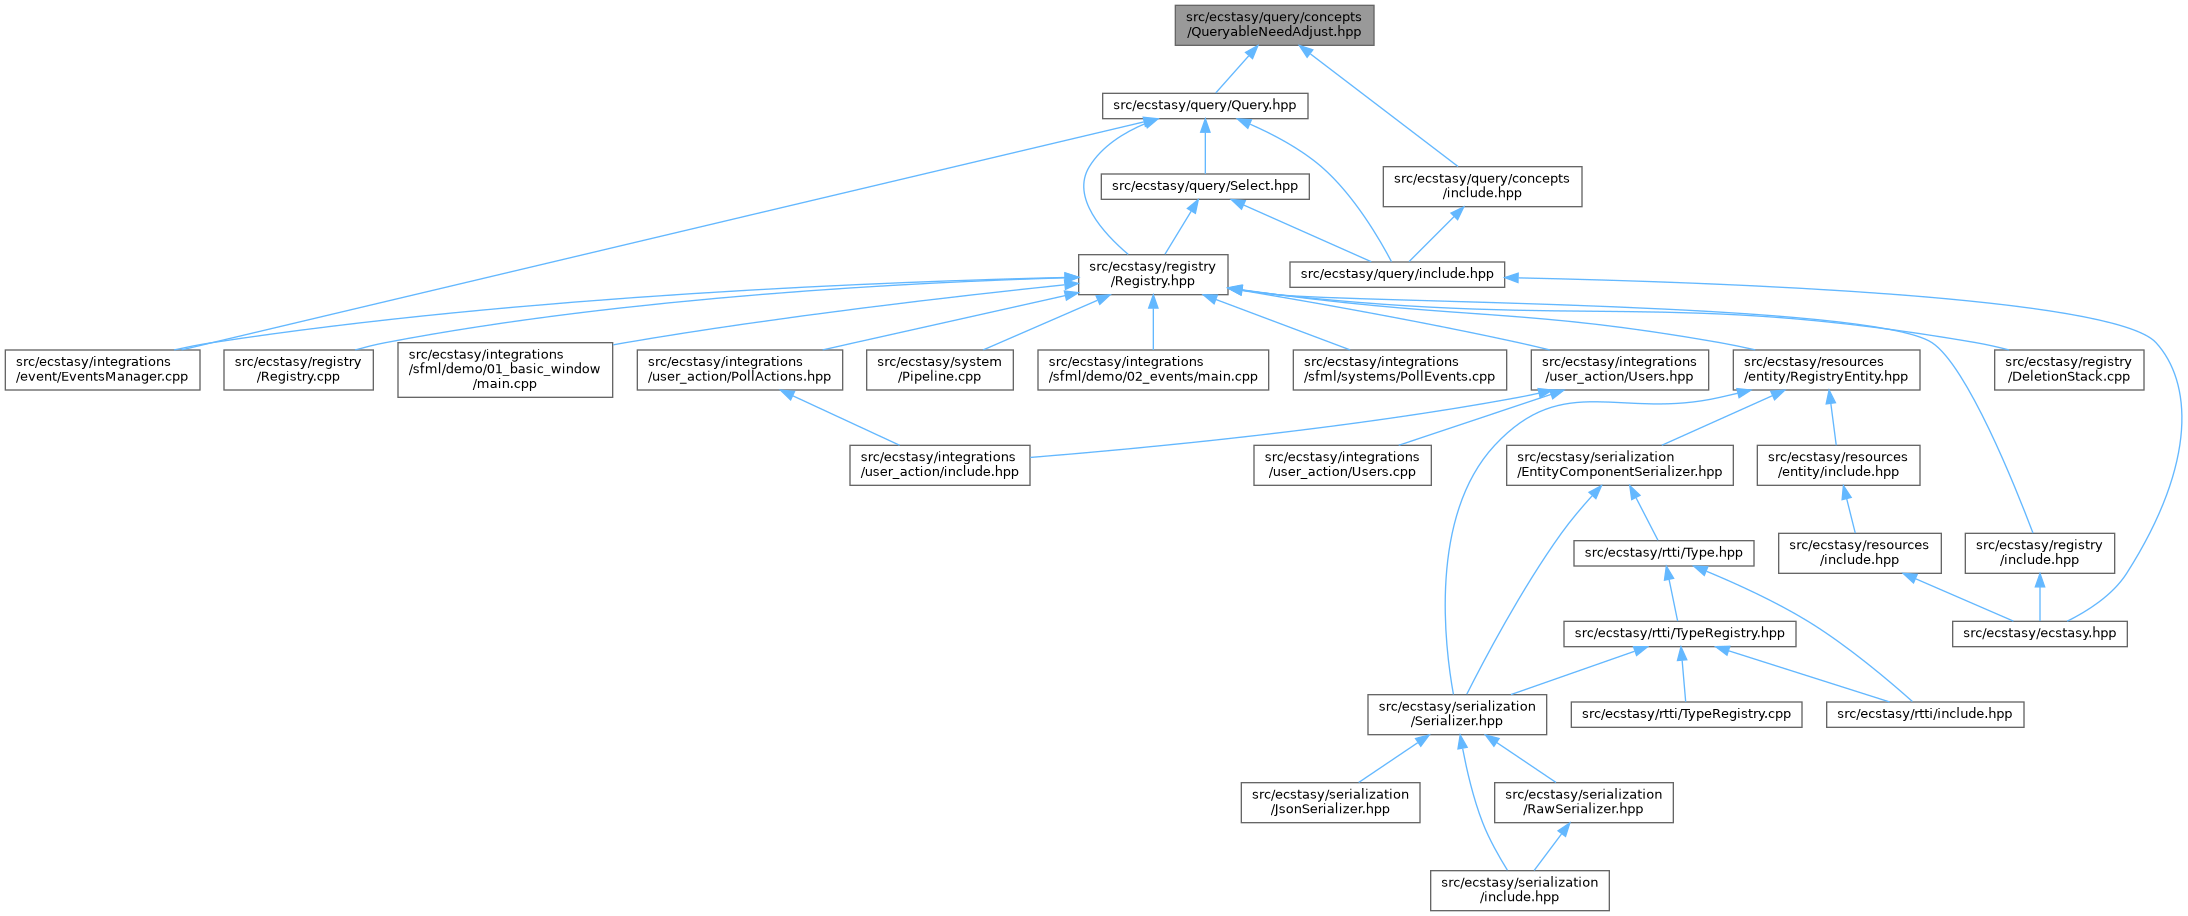 src/ecstasy/query/concepts
/QueryableNeedAdjust.hpp
src/ecstasy/query/Query.hpp
src/ecstasy/query/Select.hpp
src/ecstasy/query/concepts
/include.hpp
src/ecstasy/registry
/Registry.hpp
src/ecstasy/query/include.hpp
src/ecstasy/integrations
/event/EventsManager.cpp
src/ecstasy/registry
/Registry.cpp
src/ecstasy/integrations
/sfml/demo/01_basic_window
/main.cpp
src/ecstasy/integrations
/user_action/PollActions.hpp
src/ecstasy/system
/Pipeline.cpp
src/ecstasy/integrations
/sfml/demo/02_events/main.cpp
src/ecstasy/integrations
/sfml/systems/PollEvents.cpp
src/ecstasy/integrations
/user_action/Users.hpp
src/ecstasy/resources
/entity/RegistryEntity.hpp
src/ecstasy/registry
/DeletionStack.cpp
src/ecstasy/integrations
/user_action/include.hpp
src/ecstasy/integrations
/user_action/Users.cpp
src/ecstasy/serialization
/EntityComponentSerializer.hpp
src/ecstasy/resources
/entity/include.hpp
src/ecstasy/rtti/Type.hpp
src/ecstasy/resources
/include.hpp
src/ecstasy/registry
/include.hpp
src/ecstasy/rtti/TypeRegistry.hpp
src/ecstasy/ecstasy.hpp
src/ecstasy/serialization
/Serializer.hpp
src/ecstasy/rtti/TypeRegistry.cpp
src/ecstasy/rtti/include.hpp
src/ecstasy/serialization
/JsonSerializer.hpp
src/ecstasy/serialization
/RawSerializer.hpp
src/ecstasy/serialization
/include.hpp